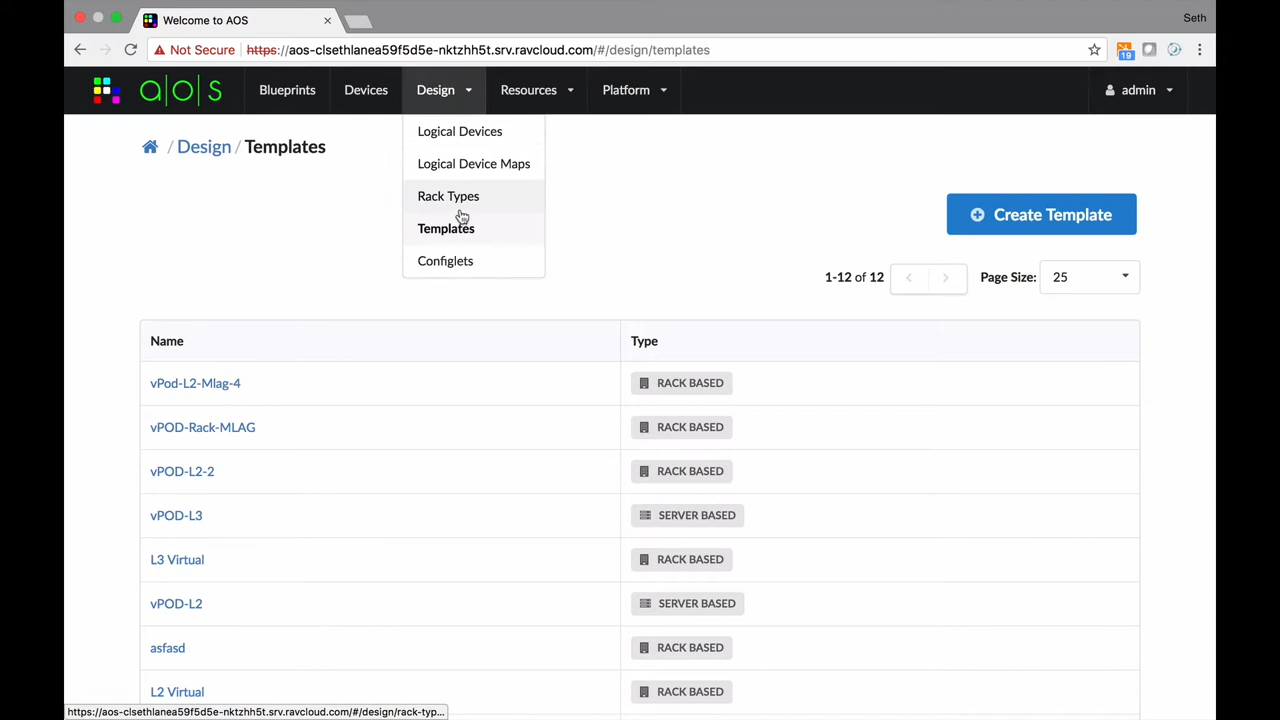 Welcome to AOS
Seth
Not Secure https://aos-clsethlanea59f5d5e-nktzhh5t.srv.ravcloud.com/#/design/templates
19
a|o|s Blueprints Devices Design Resources Platform admin
Logical Devices
Logical Device Maps
Rack Types
Templates
Configlets
/ Design / Templates
Create Template
1-12 of 12 Page Size: 25
Name Type
vPod-L2-Mlag-4 RACK BASED
vPOD-Rack-MLAG RACK BASED
vPOD-L2-2 RACK BASED
vPOD-L3 SERVER BASED
L3 Virtual RACK BASED
vPOD-L2 SERVER BASED
asfasd RACK BASED
L2 Virtual RACK BASED
https://aos-clsethlanea59f5d5e-nktzhh5t.srv.ravcloud.com/#/design/rack-typ...